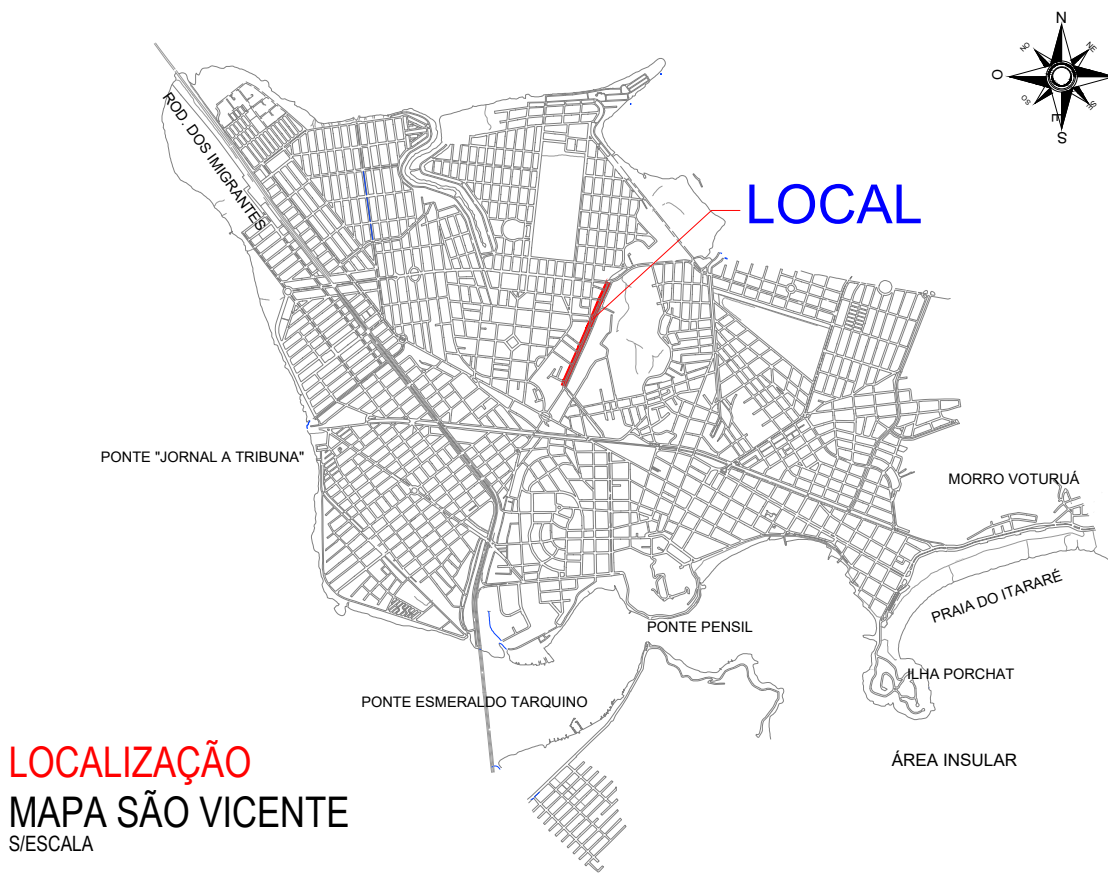 N
NO
NE
O
SO
SE
E
S
ROD. DOS IMIGRANTES
LOCAL
PONTE "JORNAL A TRIBUNA"
MORRO VOTURUÁ
PRAIA DO ITARARÉ
PONTE PENSIL
ILHA PORCHAT
PONTE ESMERALDO TARQUINO
ÁREA INSULAR
LOCALIZAÇÃO
MAPA SÃO VICENTE
S/ESCALA